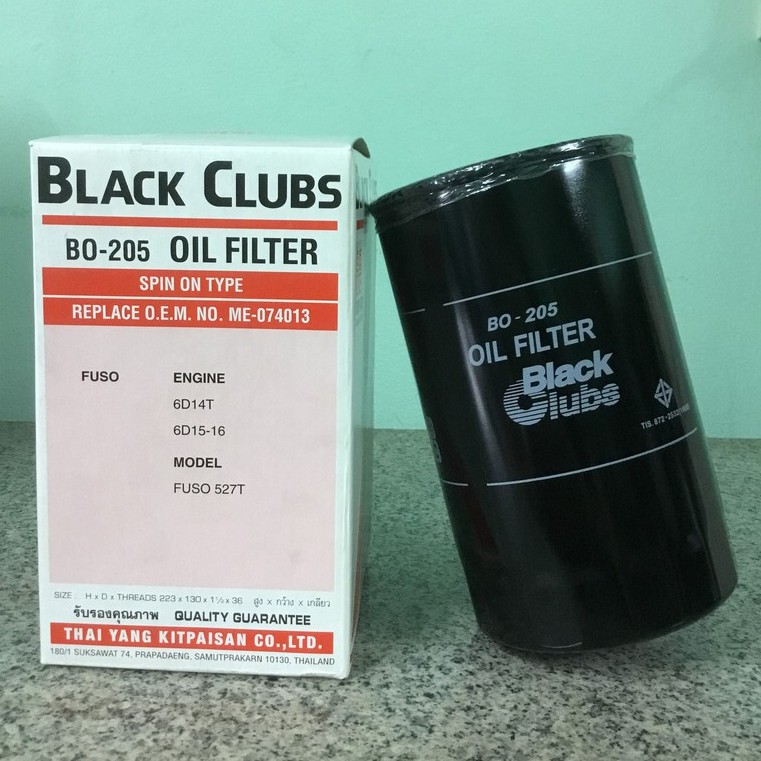 BLACK CLUBS
BO-205 OIL FILTER
SPIN ON TYPE
REPLACE O.E.M. NO. ME-074013
FUSO ENGINE
6D14T
6D15-16
MODEL
FUSO 527T
SIZE : H x D x THREADS 223 x 130 x 1½ x 36 สูง x กว้าง x เกลียว
รับรองคุณภาพ QUALITY GUARANTEE
THAI YANG KITPAISAN CO.,LTD.
180/1 SUKSAWAT 74, PRAPADAENG, SAMUTPRAKARN 10130, THAILAND
BO - 205
OIL FILTER
Black
Clubs
TIS. 872-2532